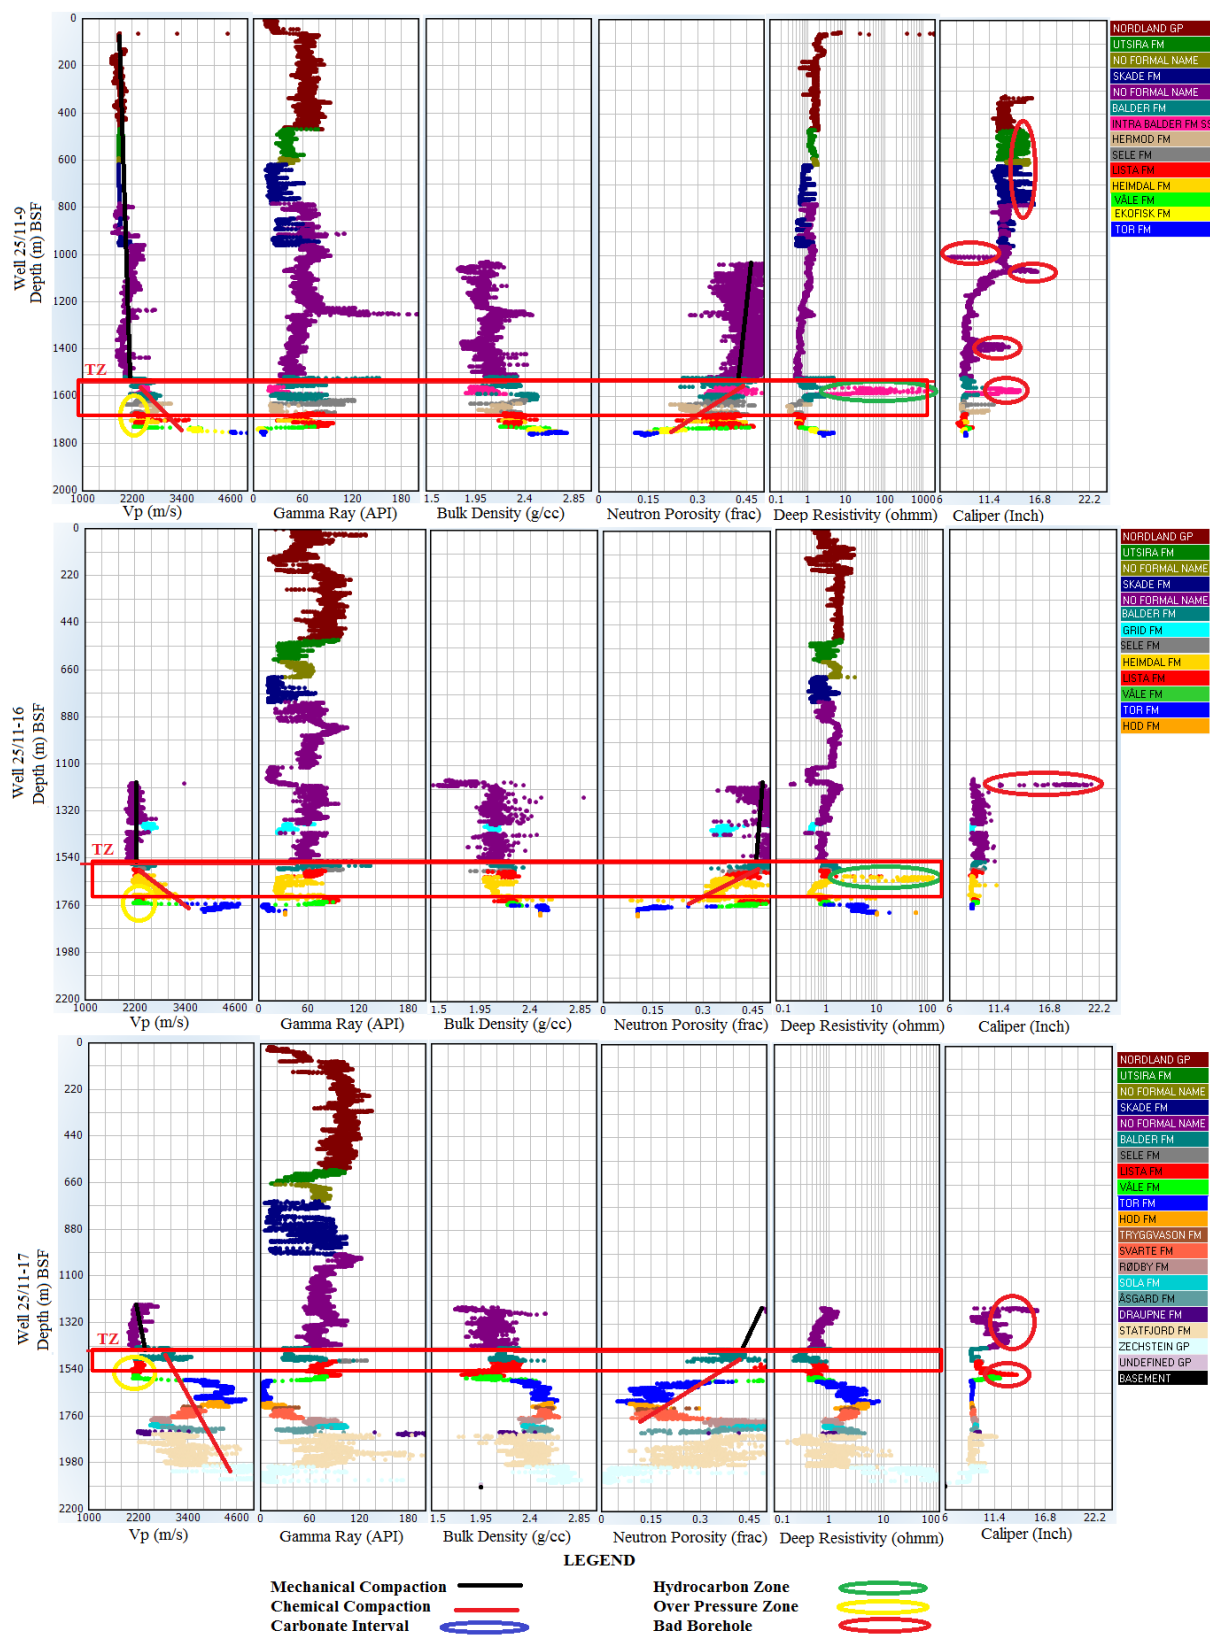 0
200
400
600
800
1000
1200
1400
1600
1800
2000
Well 25/11-9
Depth (m) BSF
TZ
1000 2200 3400 4600
Vp (m/s)
0 60 120 180
Gamma Ray (API)
1.5 1.95 2.4 2.85
Bulk Density (g/cc)
0 0.15 0.3 0.45
Neutron Porosity (frac)
0.1 1 10 100 1000
Deep Resistivity (ohmm)
6 11.4 16.8 22.2
Caliper (Inch)
NORDLAND GP
UTSIRA FM
NO FORMAL NAME
SKADE FM
NO FORMAL NAME
BALDER FM
INTRA BALDER FM SS
HERMOD FM
SELE FM
LISTA FM
HEIMDAL FM
VÅLE FM
EKOFISK FM
TOR FM
0
220
440
660
880
1100
1320
1540
1760
1980
2200
Well 25/11-16
Depth (m) BSF
TZ
1000 2200 3400 4600
Vp (m/s)
0 60 120 180
Gamma Ray (API)
1.5 1.95 2.4 2.85
Bulk Density (g/cc)
0 0.15 0.3 0.45
Neutron Porosity (frac)
0.1 1 10 100
Deep Resistivity (ohmm)
6 11.4 16.8 22.2
Caliper (Inch)
NORDLAND GP
UTSIRA FM
NO FORMAL NAME
SKADE FM
NO FORMAL NAME
BALDER FM
GRID FM
SELE FM
HEIMDAL FM
LISTA FM
VÅLE FM
TOR FM
HOD FM
0
220
440
660
880
1100
1320
1540
1760
1980
2200
Well 25/11-17
Depth (m) BSF
TZ
1000 2200 3400 4600
Vp (m/s)
0 60 120 180
Gamma Ray (API)
1.5 1.95 2.4 2.85
Bulk Density (g/cc)
0 0.15 0.3 0.45
Neutron Porosity (frac)
0.1 1 10 100
Deep Resistivity (ohmm)
6 11.4 16.8 22.2
Caliper (Inch)
NORDLAND GP
UTSIRA FM
NO FORMAL NAME
SKADE FM
NO FORMAL NAME
BALDER FM
SELE FM
LISTA FM
VÅLE FM
TOR FM
HOD FM
TRYGGVASON FM
SVARTE FM
RØDBY FM
SOLA FM
ÅSGARD FM
DRAUPNE FM
STATFJORD FM
ZECHSTEIN GP
UNDEFINED GP
BASEMENT
LEGEND
Mechanical Compaction
Chemical Compaction
Carbonate Interval
Hydrocarbon Zone
Over Pressure Zone
Bad Borehole